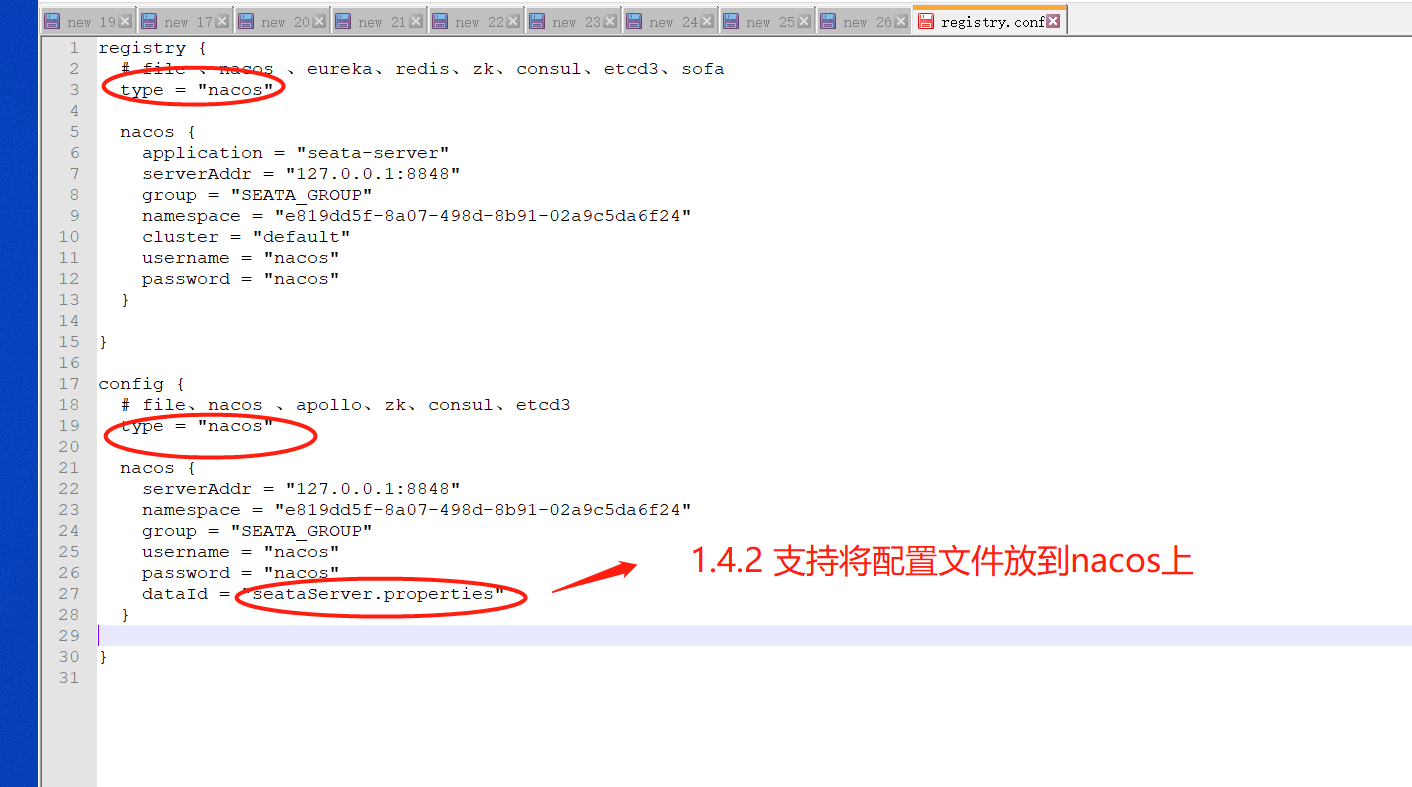 new 19 new 17 new 20 new 21 new 22 new 23 new 24 new 25 new 26 registry.conf
1 registry {
2 # file 、nacos 、eureka、redis、zk、consul、etcd3、sofa
3 type = "nacos"
4
5 nacos {
6 application = "seata-server"
7 serverAddr = "127.0.0.1:8848"
8 group = "SEATA_GROUP"
9 namespace = "e819dd5f-8a07-498d-8b91-02a9c5da6f24"
10 cluster = "default"
11 username = "nacos"
12 password = "nacos"
13 }
14
15 }
16
17 config {
18 # file、nacos 、apollo、zk、consul、etcd3
19 type = "nacos"
20
21 nacos {
22 serverAddr = "127.0.0.1:8848"
23 namespace = "e819dd5f-8a07-498d-8b91-02a9c5da6f24"
24 group = "SEATA_GROUP"
25 username = "nacos"
1.4.2 支持将配置文件放到nacos上
26 password = "nacos"
27 dataId = "seataServer.properties"
28 }
29
30 }
31